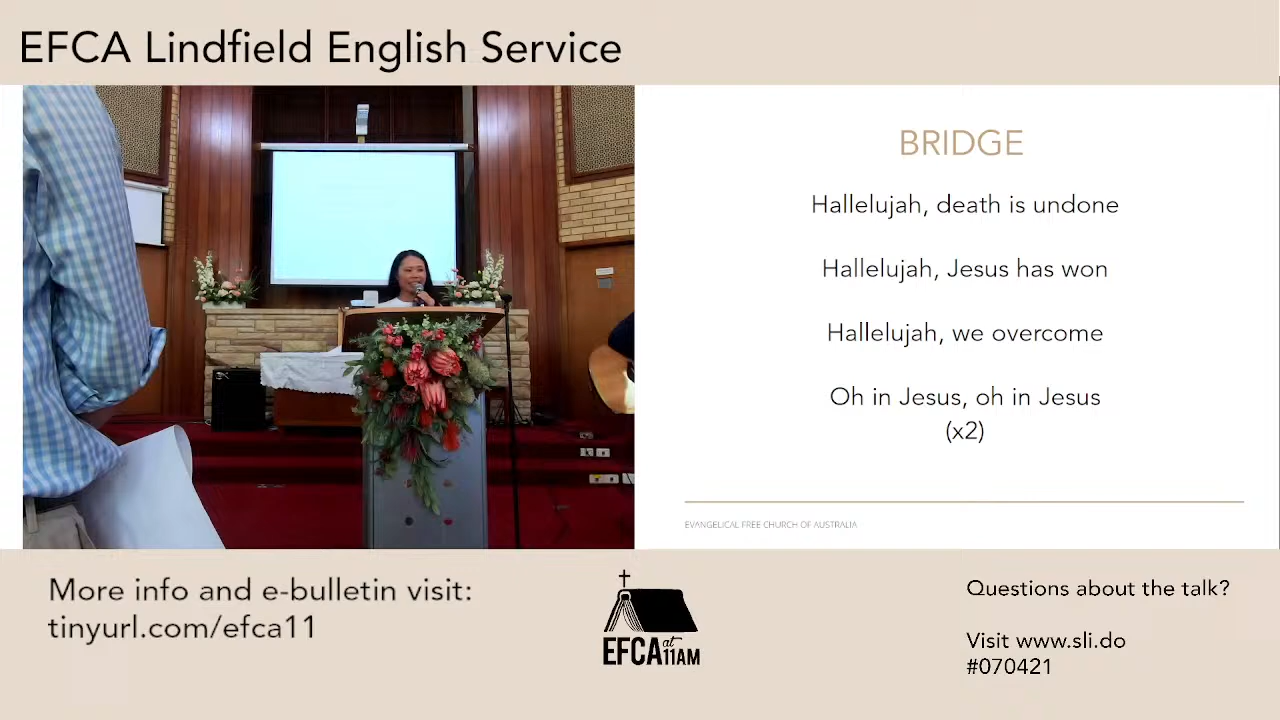 EFCA Lindfield English Service
BRIDGE
Hallelujah, death is undone
Hallelujah, Jesus has won
Hallelujah, we overcome
Oh in Jesus, oh in Jesus
(x2)
EVANGELICAL FREE CHURCH OF AUSTRALIA
More info and e-bulletin visit:
tinyurl.com/efca11
EFCA at 11AM
Questions about the talk?
Visit www.sli.do
#070421